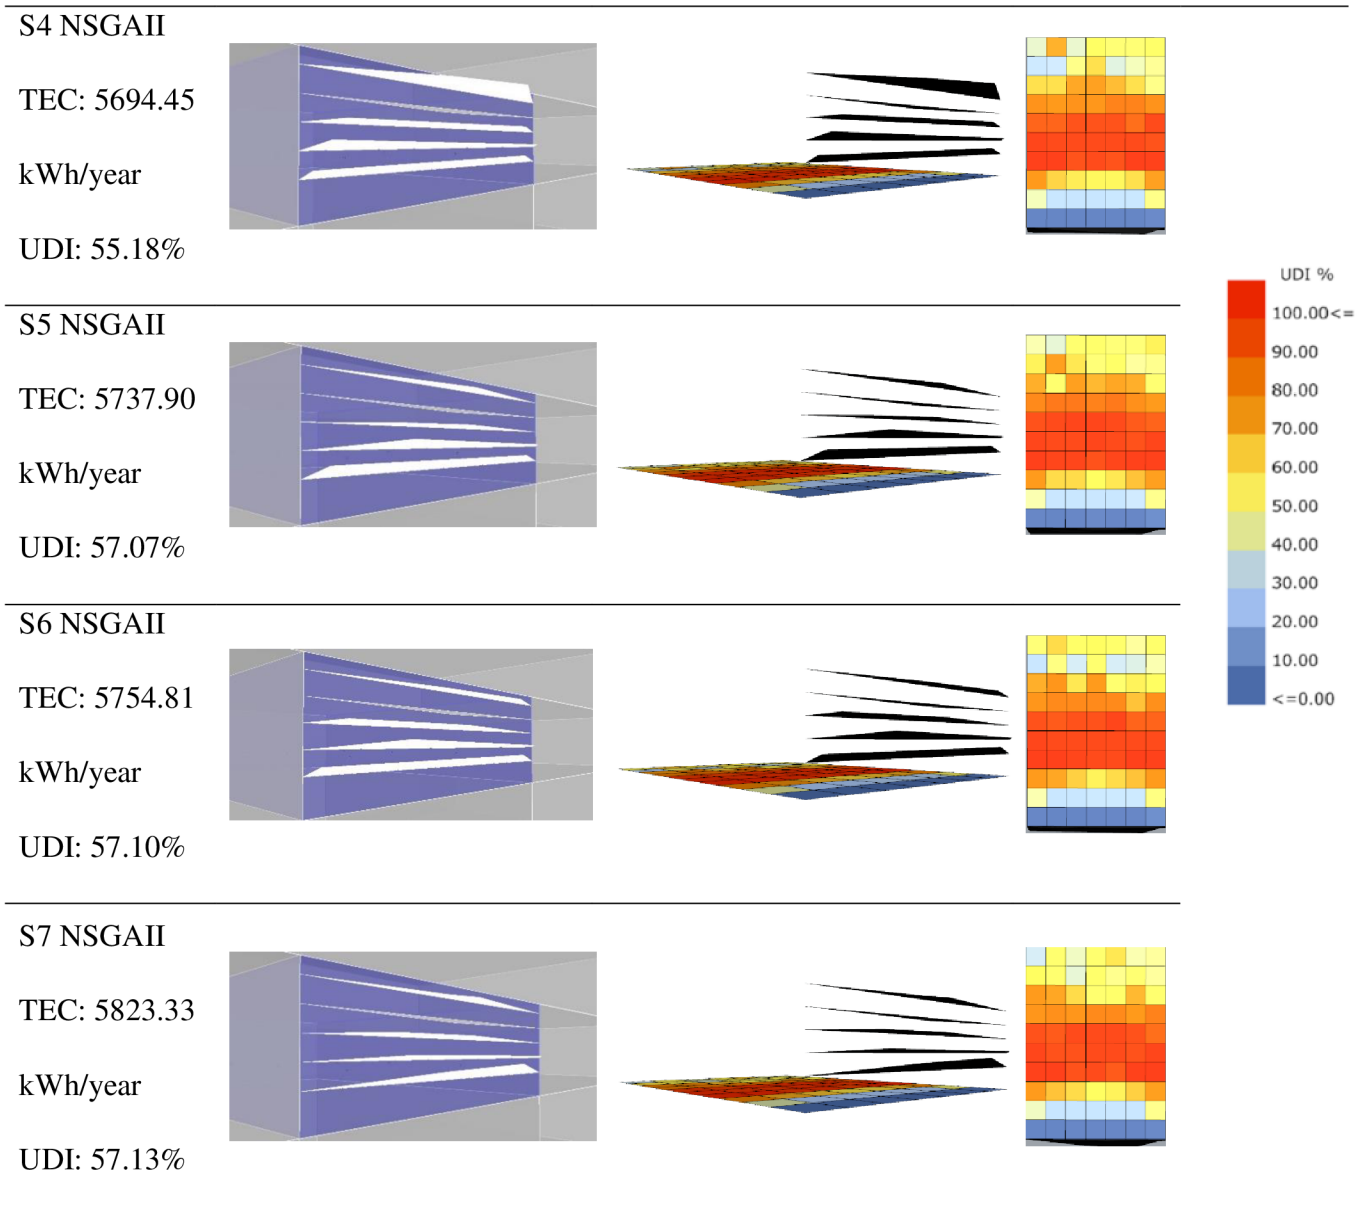 S4 NSGAII
TEC: 5694.45
kWh/year
UDI: 55.18%
S5 NSGAII
TEC: 5737.90
kWh/year
UDI: 57.07%
S6 NSGAII
TEC: 5754.81
kWh/year
UDI: 57.10%
S7 NSGAII
TEC: 5823.33
kWh/year
UDI: 57.13%
UDI %
100.00<=
90.00
80.00
70.00
60.00
50.00
40.00
30.00
20.00
10.00
<=0.00